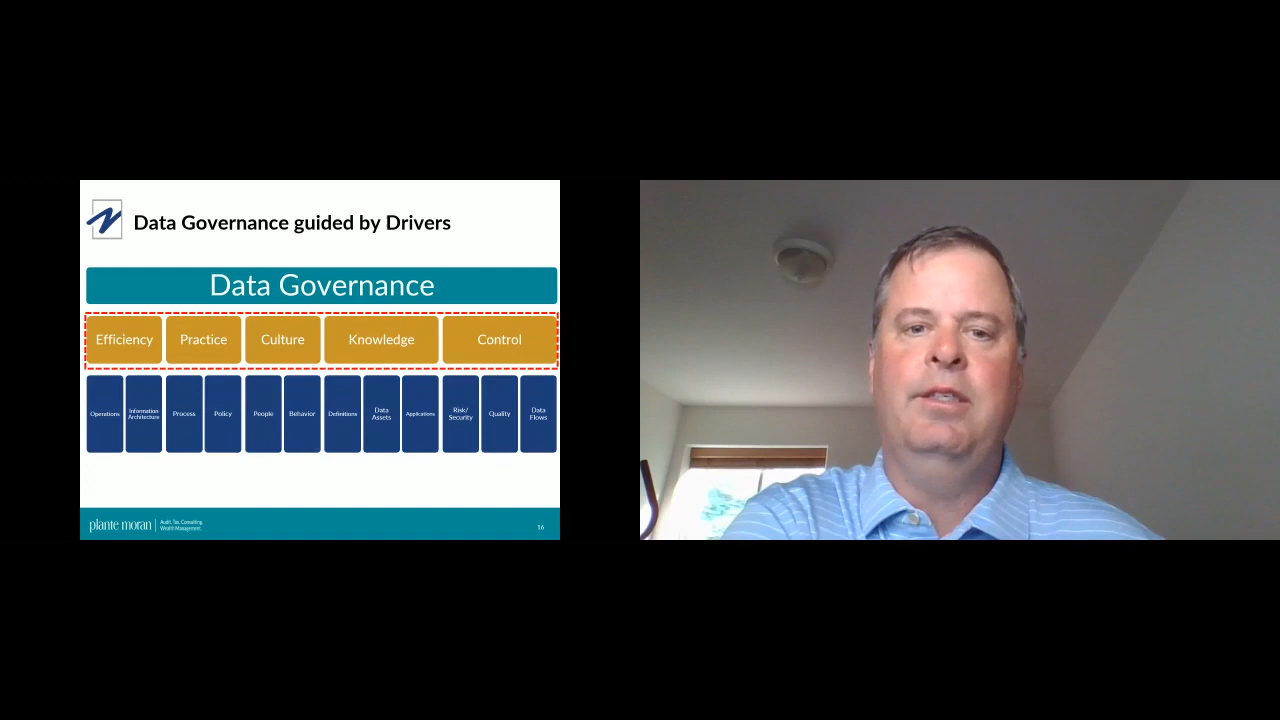 Data Governance guided by Drivers
Data Governance
Efficiency
Practice
Culture
Knowledge
Control
Operations
Information
Architecture
Process
Policy
People
Behavior
Definitions
Data
Assets
Applications
Risk/
Security
Quality
Data
Flows
plante moran
Audit. Tax. Consulting.
Wealth Management.
16